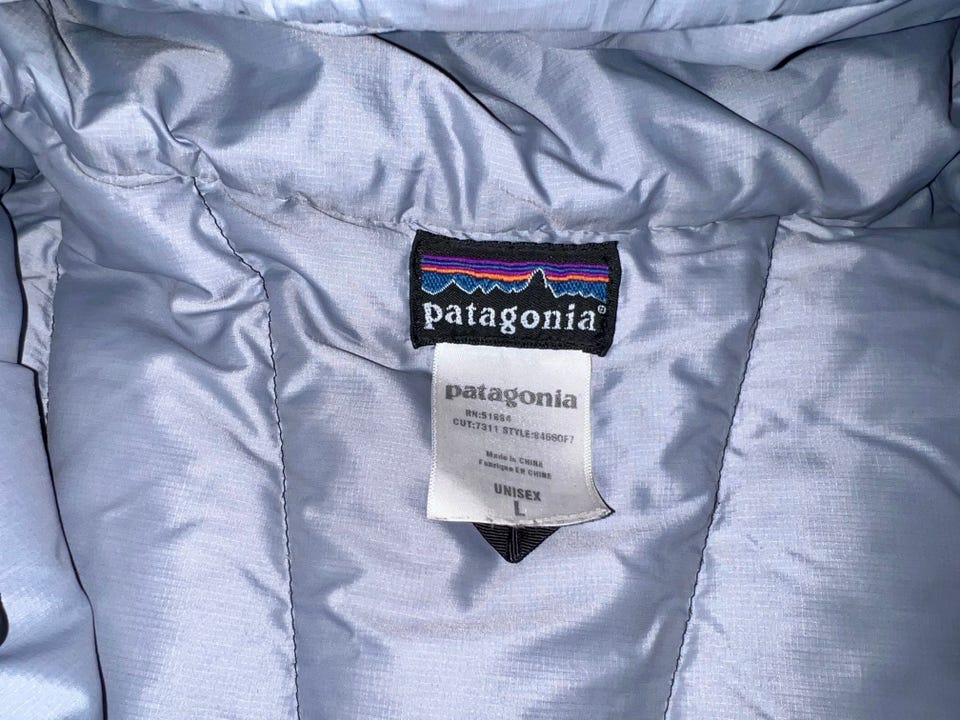 patagonia®
patagonia
RN:51884
CUT:7311 STYLE:84660F7
Made in CHINA
Fabriqué EN CHINE
UNISEX
L